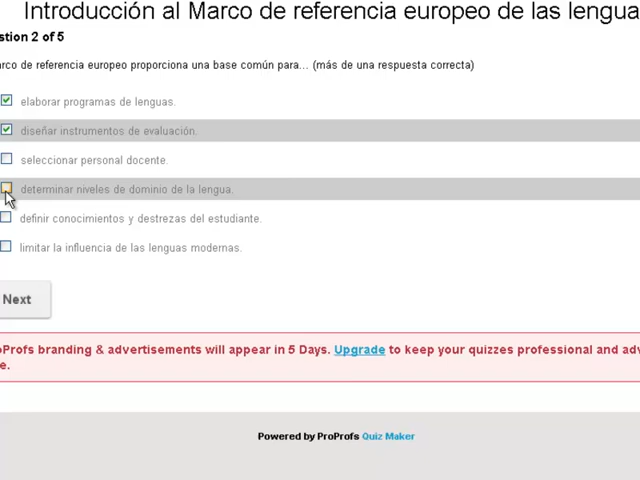 Introducción al Marco de referencia europeo de las lengua
stion 2 of 5
arco de referencia europeo proporciona una base común para... (más de una respuesta correcta)
elaborar programas de lenguas.
diseñar instrumentos de evaluación.
seleccionar personal docente.
determinar niveles de dominio de la lengua.
definir conocimientos y destrezas del estudiante.
limitar la influencia de las lenguas modernas.
Next
oProfs branding & advertisements will appear in 5 Days. Upgrade to keep your quizzes professional and adv
e.
Powered by ProProfs Quiz Maker